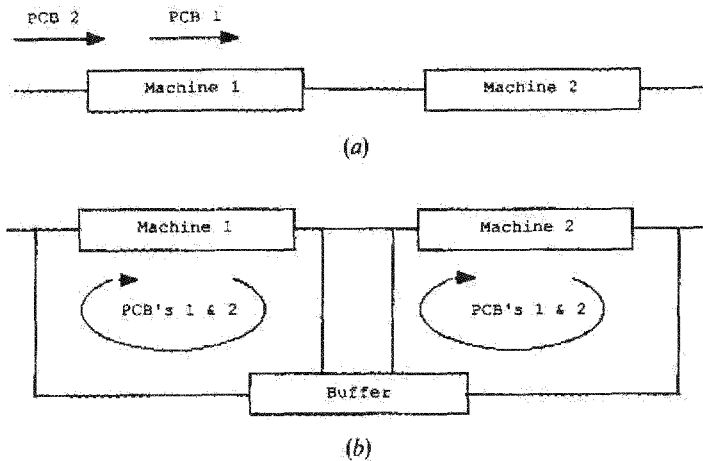 PCB 2 PCB 1
Machine 1 Machine 2
(a)
Machine 1 Machine 2
PCB's 1 & 2 PCB's 1 & 2
Buffer
(b)